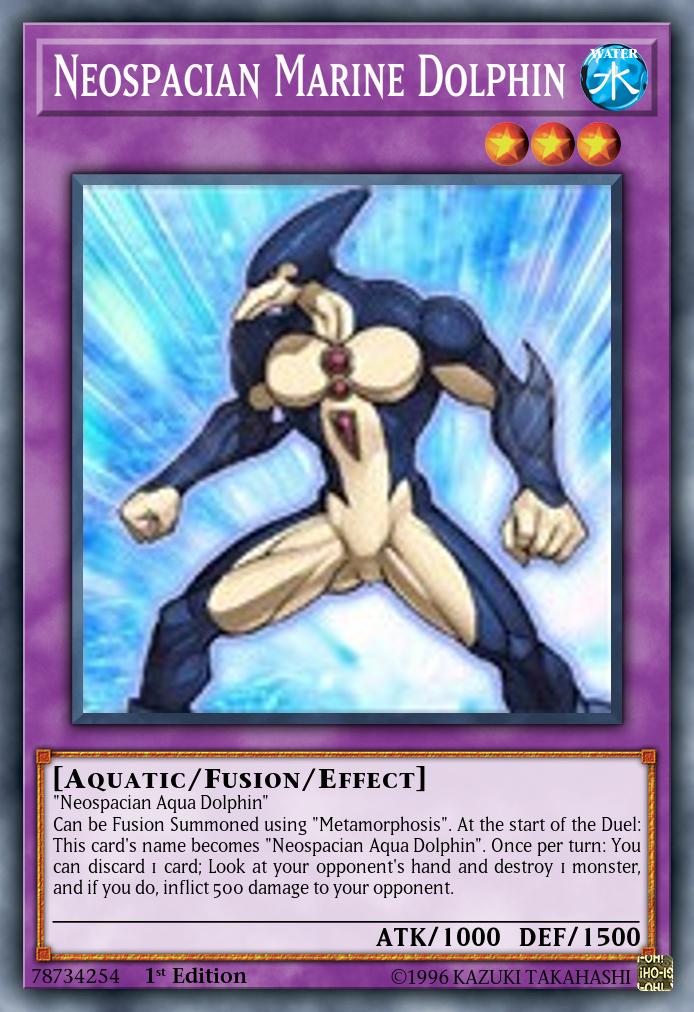 Neospacian Marine Dolphin
WATER
水
[Aquatic/Fusion/Effect]
"Neospacian Aqua Dolphin"
Can be Fusion Summoned using "Metamorphosis". At the start of the Duel:
This card's name becomes "Neospacian Aqua Dolphin". Once per turn: You
can discard 1 card; Look at your opponent's hand and destroy 1 monster,
and if you do, inflict 500 damage to your opponent.
ATK/1000 DEF/1500
78734254 1st Edition ©1996 KAZUKI TAKAHASHI